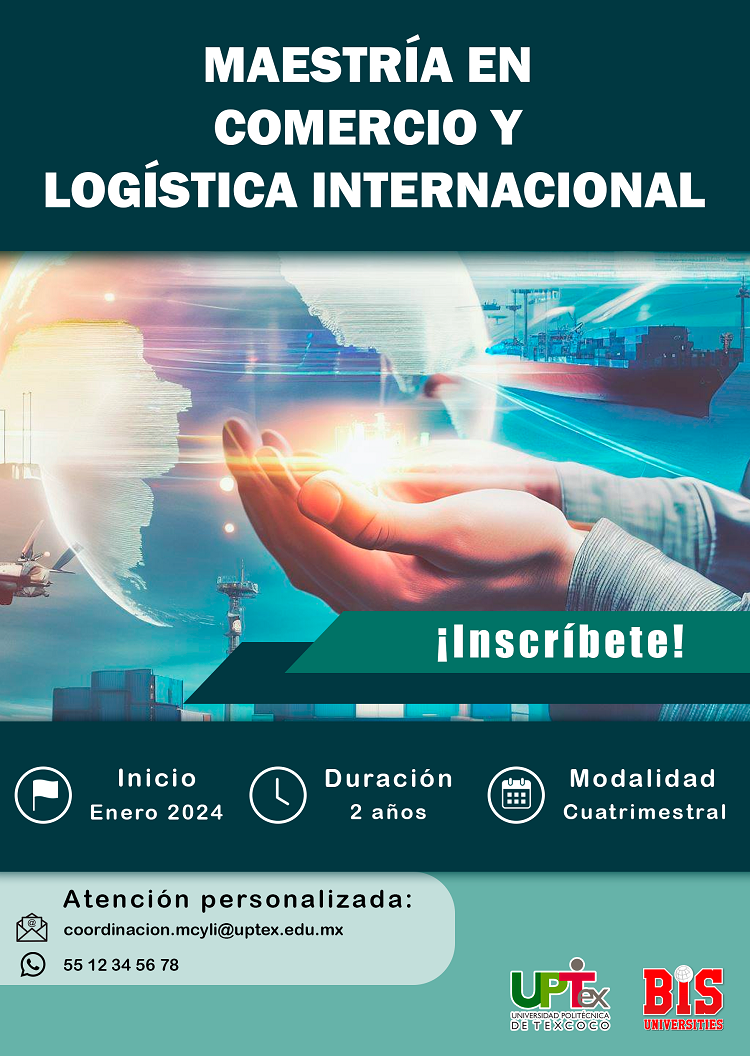 MAESTRÍA EN
COMERCIO Y
LOGÍSTICA INTERNACIONAL
¡Inscríbete!
Inicio
Enero 2024
Duración
2 años
Modalidad
Cuatrimestral
Atención personalizada:
@
coordinacion.mcyli@uptex.edu.mx
55 12 34 56 78
UPTex
UNIVERSIDAD POLITÉCNICA
DE TEXCOCO
BIS
UNIVERSITIES